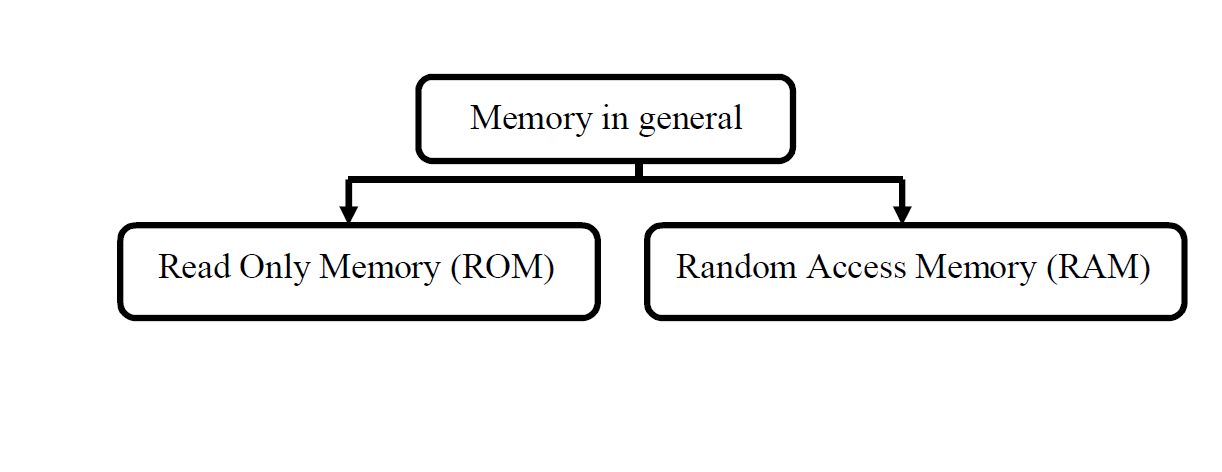 Memory in general
Read Only Memory (ROM)
Random Access Memory (RAM)